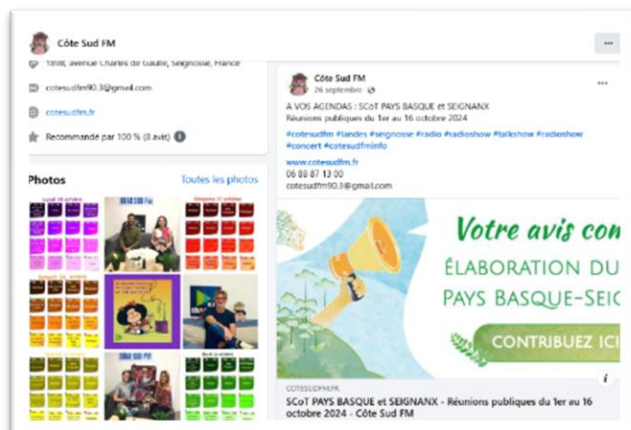 Côte Sud FM
1898, avenue Charles de Gaulle, Seignosse, France
cotesudfm90.3@gmail.com
cotesudfm.fr
Recommandé par 100 % (8 avis)
Photos
Toutes les photos
Côte Sud FM
26 septembre
A VOS AGENDAS : SCoT PAYS BASQUE et SEIGNANX
Réunions publiques du 1er au 16 octobre 2024
#cotesudfm #landes #seignosse #radio #radioshow #talkshow #radioshow
#concert #cotesudfminfo
www.cotesudfm.fr
06 88 87 13 00
cotesudfm90.3@gmail.com
Votre avis com
ÉLABORATION DU
PAYS BASQUE-SEIG
CONTRIBUEZ ICI
COTESUDFM.FR
SCoT PAYS BASQUE et SEIGNANX - Réunions publiques du 1er au 16
octobre 2024 - Côte Sud FM